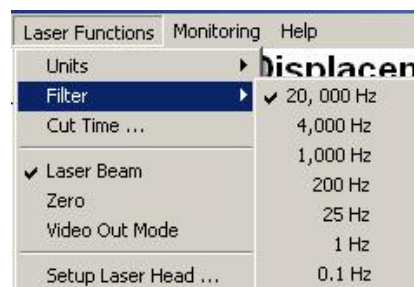 Laser Functions Monitoring Help
Units
Filter
Cut Time ...
Laser Beam
Zero
Video Out Mode
Setup Laser Head ...
20, 000 Hz
4,000 Hz
1,000 Hz
200 Hz
25 Hz
1 Hz
0.1 Hz